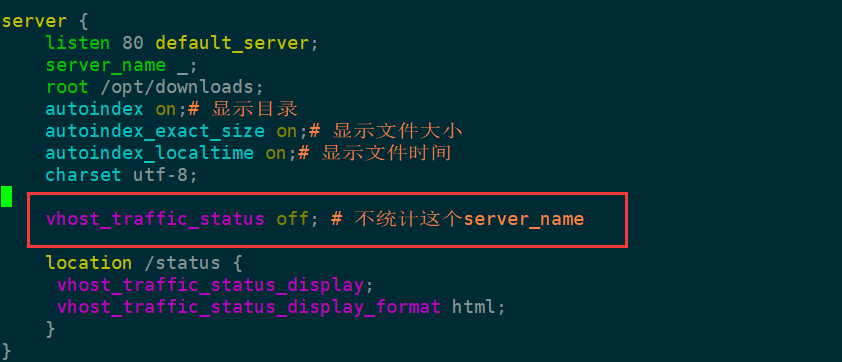 server {
listen 80 default_server;
server_name _;
root /opt/downloads;
autoindex on;# 显示目录
autoindex_exact_size on;# 显示文件大小
autoindex_localtime on;# 显示文件时间
charset utf-8;
vhost_traffic_status off; # 不统计这个server_name
location /status {
vhost_traffic_status_display;
vhost_traffic_status_display_format html;
}
}